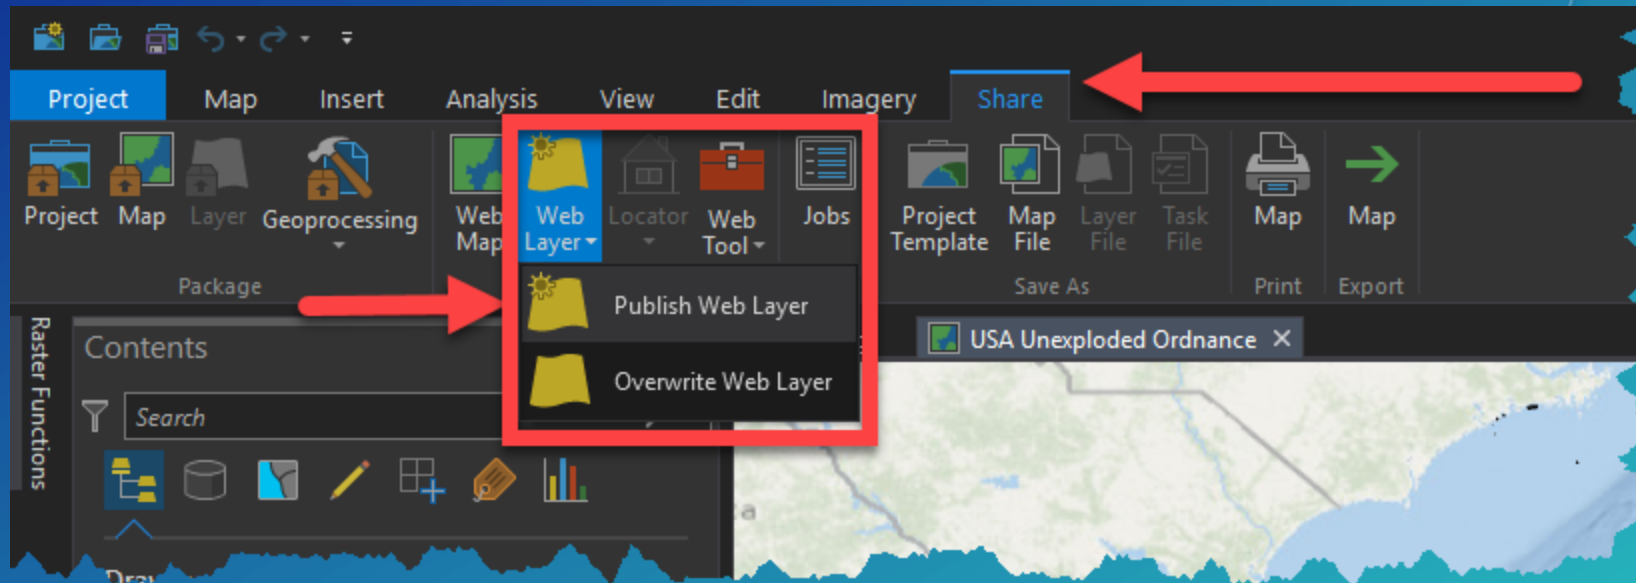 Project Map Insert Analysis View Edit Imagery Share
Project Map Layer Geoprocessing Web Map Web Layer Locator Web Tool Jobs Project Template Map File Layer File Task File Map Map
Package Save As Print Export
Publish Web Layer
Overwrite Web Layer
Raster Functions
Contents
USA Unexploded Ordnance
Search